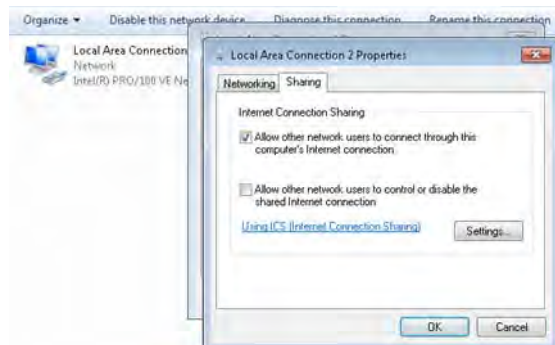 Organize
Disable this network device
Diagnose this connection
Rename this connection
Local Area Connection
Network
Intel(R) PRO/100 VE Ne
Local Area Connection 2 Properties
Networking
Sharing
Internet Connection Sharing
Allow other network users to connect through this
computer's Internet connection
Allow other network users to control or disable the
shared Internet connection
Using ICS (Internet Connection Sharing)
Settings...
OK
Cancel